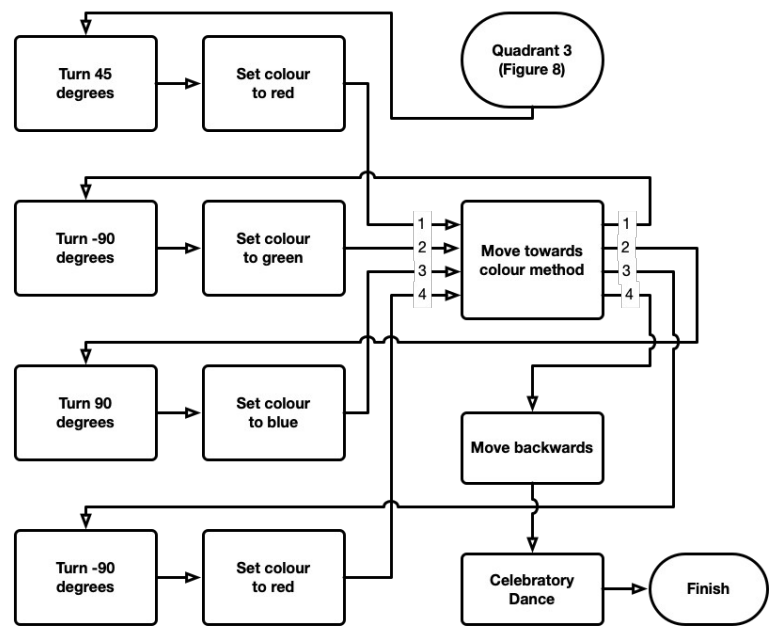 Turn 45
degrees
Set colour
to red
Quadrant 3
(Figure 8)
Turn -90
degrees
Set colour
to green
1
2
3
4
Move towards
colour method
1
2
3
4
Turn 90
degrees
Set colour
to blue
Move backwards
Turn -90
degrees
Set colour
to red
Celebratory
Dance
Finish